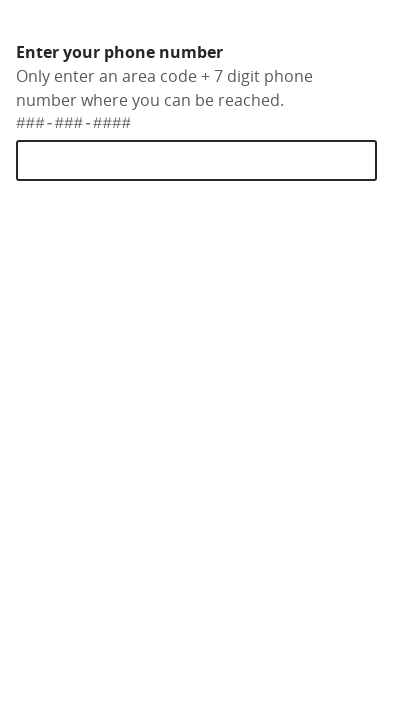 Enter your phone number
Only enter an area code + 7 digit phone
number where you can be reached.
###-###-####